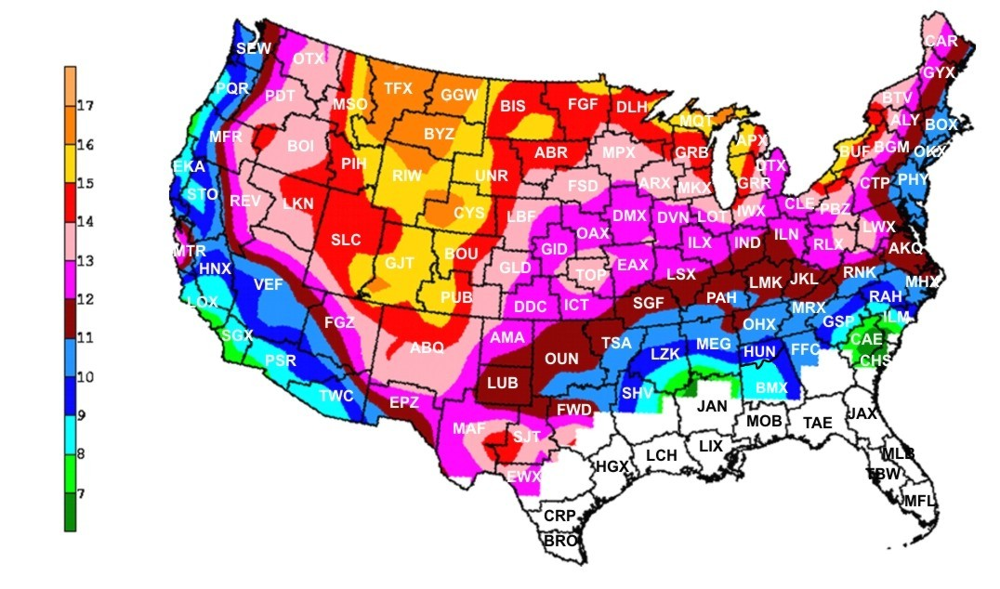 17
16
15
14
13
12
11
10
9
8
7
SEW
OTX
PQR
PDT
MSO
TFX
GGW
BIS
FGF
DLH
CAR
GYX
BTV
MFR
BOI
BYZ
MQT
ALY
BOX
EKA
PIH
RIW
UNR
ABR
MPX
GRB
APX
DTX
BUF
BGM
OKX
STO
REV
LKN
CYS
LBF
FSD
ARX
MKX
GRR
CTP
PHY
SLC
GID
OAX
DMX
DVN
LOT
IWX
CLE
PBZ
MTR
HNX
VEF
GJT
BOU
GLD
TOP
EAX
ILX
IND
ILN
RLX
LWX
AKQ
LOX
PUB
DDC
ICT
LSX
LMK
JKL
RNK
MHX
SGX
FGZ
SGF
PAH
MRX
RAH
PSR
ABQ
AMA
OUN
TSA
OHX
GSP
ILM
TWC
LUB
LZK
MEG
HUN
FFC
CAE
CHS
EPZ
FWD
SHV
JAN
BMX
MAF
SJT
MOB
TAE
JAX
EWX
HGX
LCH
LIX
MLB
TBW
CRP
MFL
BRO